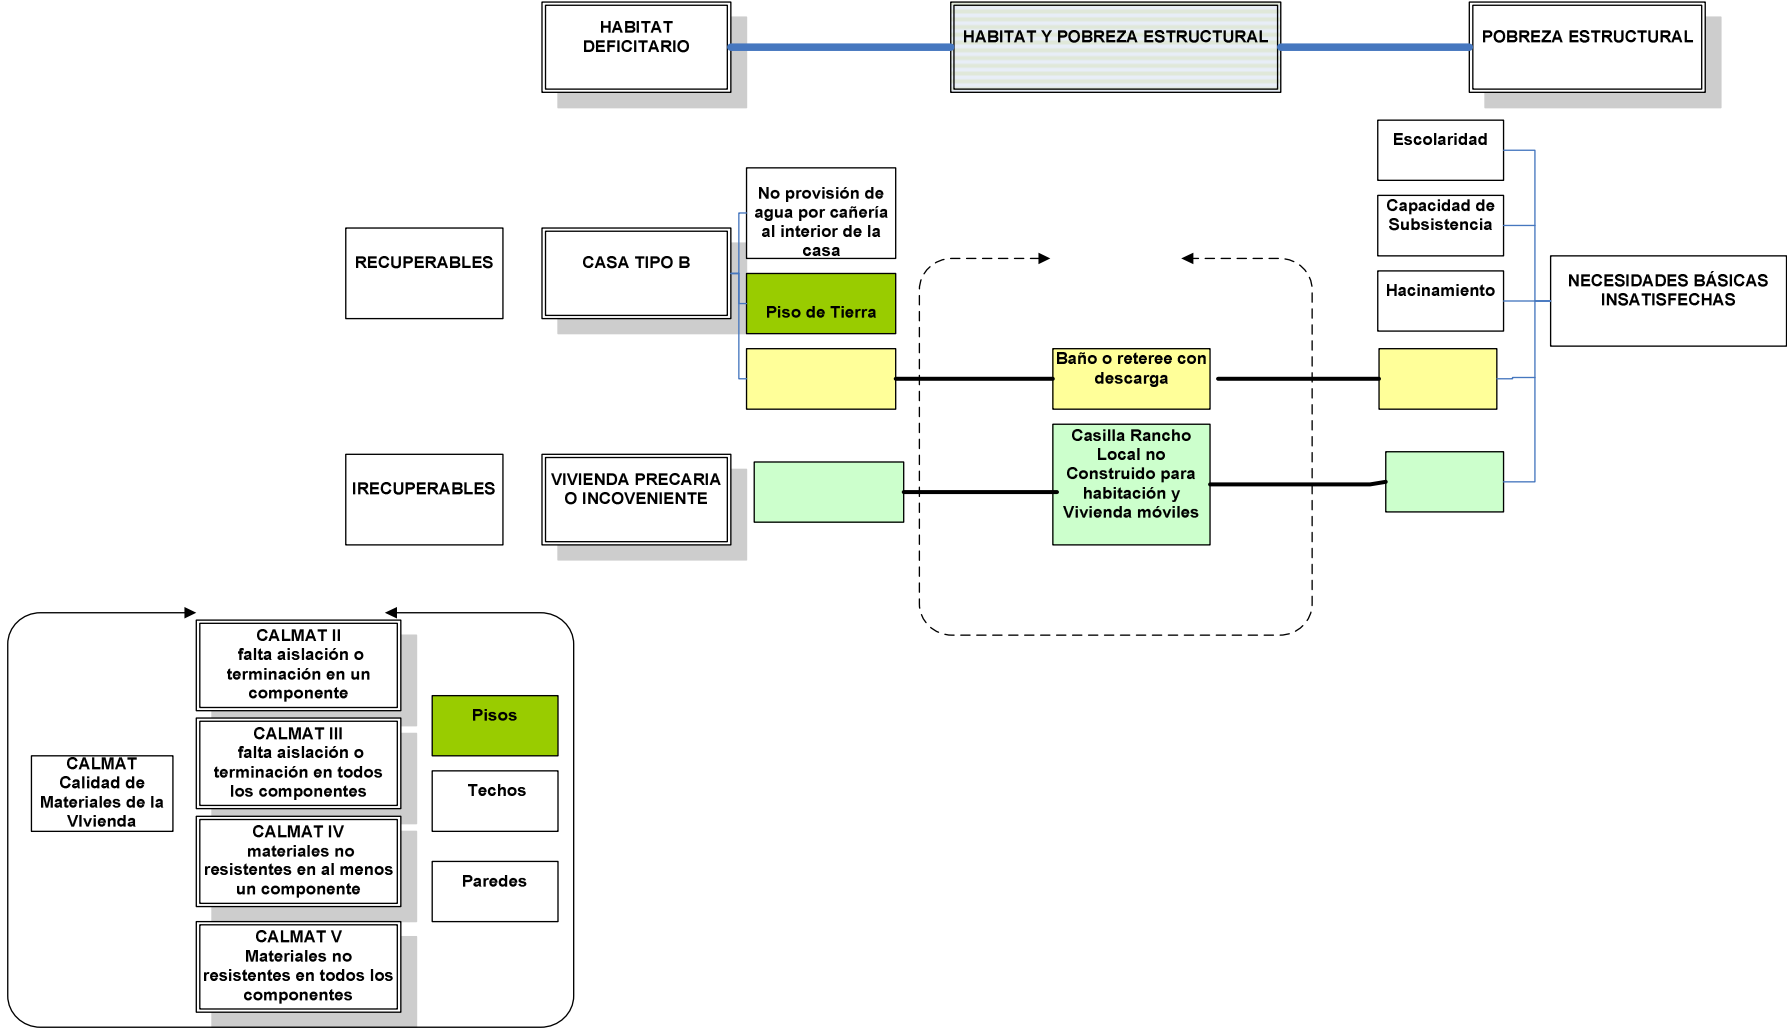 HABITAT
DEFICITARIO
HABITAT Y POBREZA ESTRUCTURAL
POBREZA ESTRUCTURAL
Escolaridad
No provisión de
agua por cañería
al interior de la
casa
Capacidad de
Subsistencia
RECUPERABLES
CASA TIPO B
Piso de Tierra
Hacinamiento
NECESIDADES BÁSICAS
INSATISFECHAS
Baño o reteree con
descarga
Casilla Rancho
Local no
Construido para
habitación y
Vivienda móviles
IRECUPERABLES
VIVIENDA PRECARIA
O INCOVENIENTE
CALMAT II
falta aislación o
terminación en un
componente
CALMAT III
falta aislación o
terminación en todos
los componentes
CALMAT IV
materiales no
resistentes en al menos
un componente
CALMAT V
Materiales no
resistentes en todos los
componentes
CALMAT
Calidad de
Materiales de la
VIvienda
Pisos
Techos
Paredes